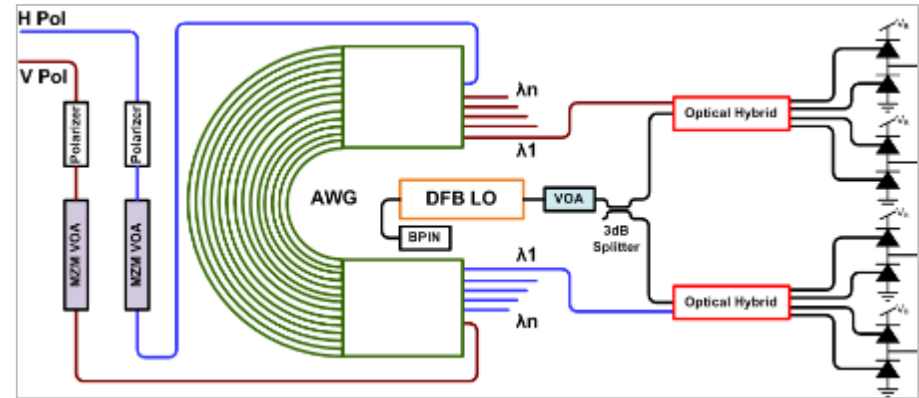 H Pol
V Pol
Polarizer
Polarizer
MZM VOA
MZM VOA
AWG
λn
λ1
DFB LO
BPIN
VOA
3dB
Splitter
λ1
λn
Optical Hybrid
Optical Hybrid